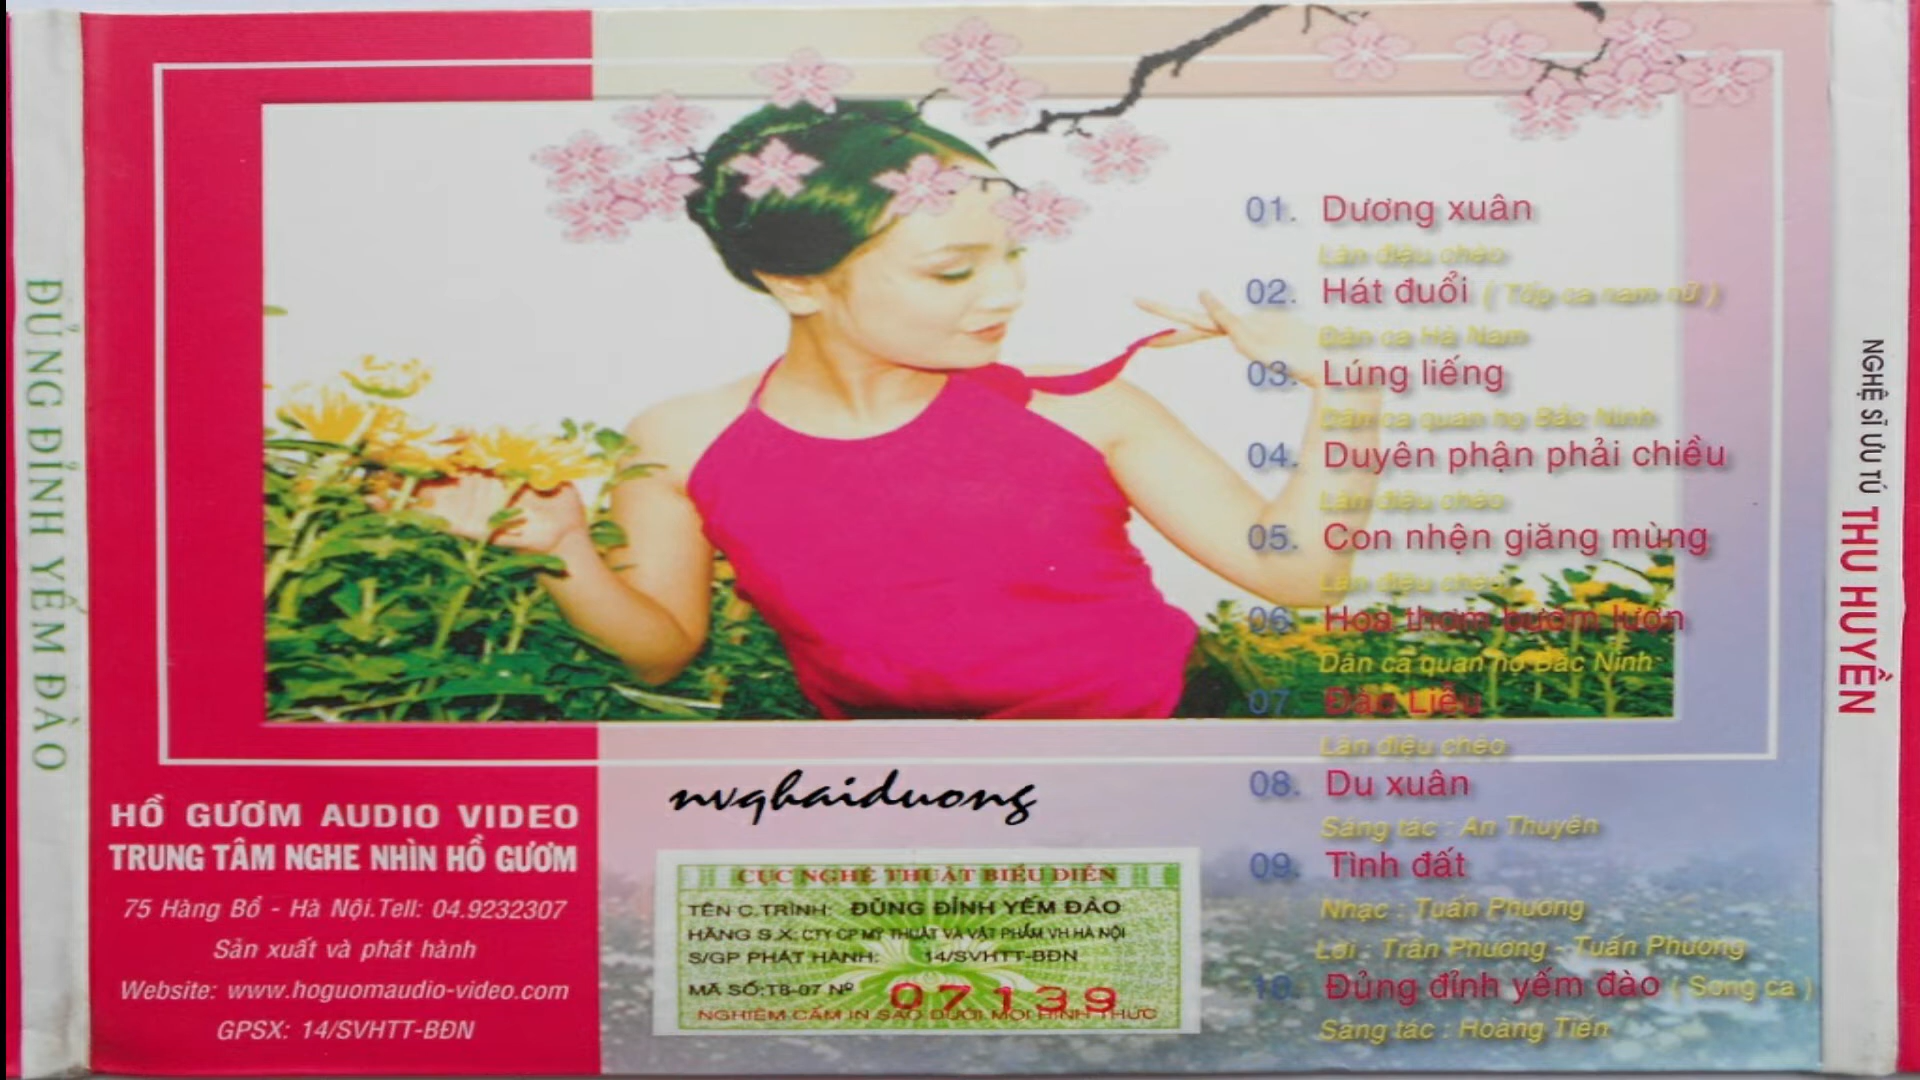 ĐỦNG ĐỈNH YẾM ĐÀO
01. Dương xuân
Làn điệu chèo
02. Hát đuổi ( Tốp ca nam nữ )
Dân ca Hà Nam
03. Lúng liếng
Dân ca quan họ Bắc Ninh
04. Duyên phận phải chiều
Làn điệu chèo
05. Con nhện giăng mùng
Làn điệu chèo
06. Hoa thơm bướm lượn
Dân ca quan họ Bắc Ninh
07. Đào Liễu
Làn điệu chèo
08. Du xuân
Sáng tác : An Thuyên
09. Tình đất
Nhạc : Tuấn Phương
Lời : Trần Phương - Tuấn Phương
10. Đủng đỉnh yếm đào ( Song ca )
Sáng tác : Hoàng Tiến
HỒ GƯƠM AUDIO VIDEO
TRUNG TÂM NGHE NHÌN HỒ GƯƠM
75 Hàng Bồ - Hà Nội.Tell: 04.9232307
Sản xuất và phát hành
Website: www.hoguomaudio-video.com
GPSX: 14/SVHTT-BĐN
nvqhaiduong
CỤC NGHỆ THUẬT BIỂU DIỄN
TÊN C.TRÌNH: ĐỦNG ĐỈNH YẾM ĐÀO
HÃNG S.X: CTY CP MỸ THUẬT VÀ VẬT PHẨM VH HÀ NỘI
S/GP PHÁT HÀNH: 14/SVHTT-BĐN
MÃ SỐ:T8-07 Nº 07139
NGHIÊM CẤM IN SAO DƯỚI MỌI HÌNH THỨC
NGHỆ SĨ ƯU TÚ THU HUYỀN